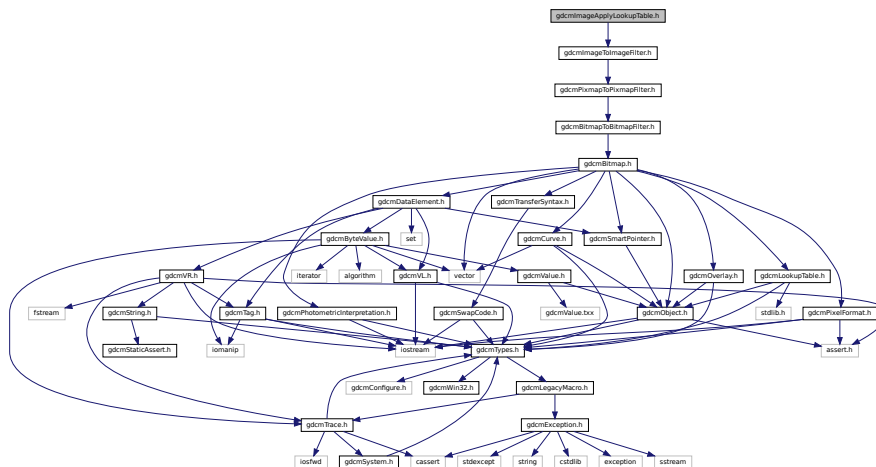 gdcmImageApplyLookupTable.h
gdcmImageToImageFilter.h
gdcmPixmapToPixmapFilter.h
gdcmBitmapToBitmapFilter.h
gdcmBitmap.h
gdcmDataElement.h
gdcmTransferSyntax.h
gdcmByteValue.h
set
gdcmCurve.h
gdcmSmartPointer.h
gdcmVR.h
iterator
algorithm
gdcmVL.h
vector
gdcmValue.h
gdcmOverlay.h
gdcmLookupTable.h
fstream
gdcmString.h
gdcmTag.h
gdcmPhotometricInterpretation.h
gdcmSwapCode.h
gdcmValue.txx
gdcmObject.h
stdlib.h
gdcmPixelFormat.h
gdcmStaticAssert.h
iomanip
iostream
gdcmTypes.h
assert.h
gdcmConfigure.h
gdcmWin32.h
gdcmLegacyMacro.h
gdcmTrace.h
gdcmException.h
iosfwd
gdcmSystem.h
cassert
stdexcept
string
cstdlib
exception
sstream